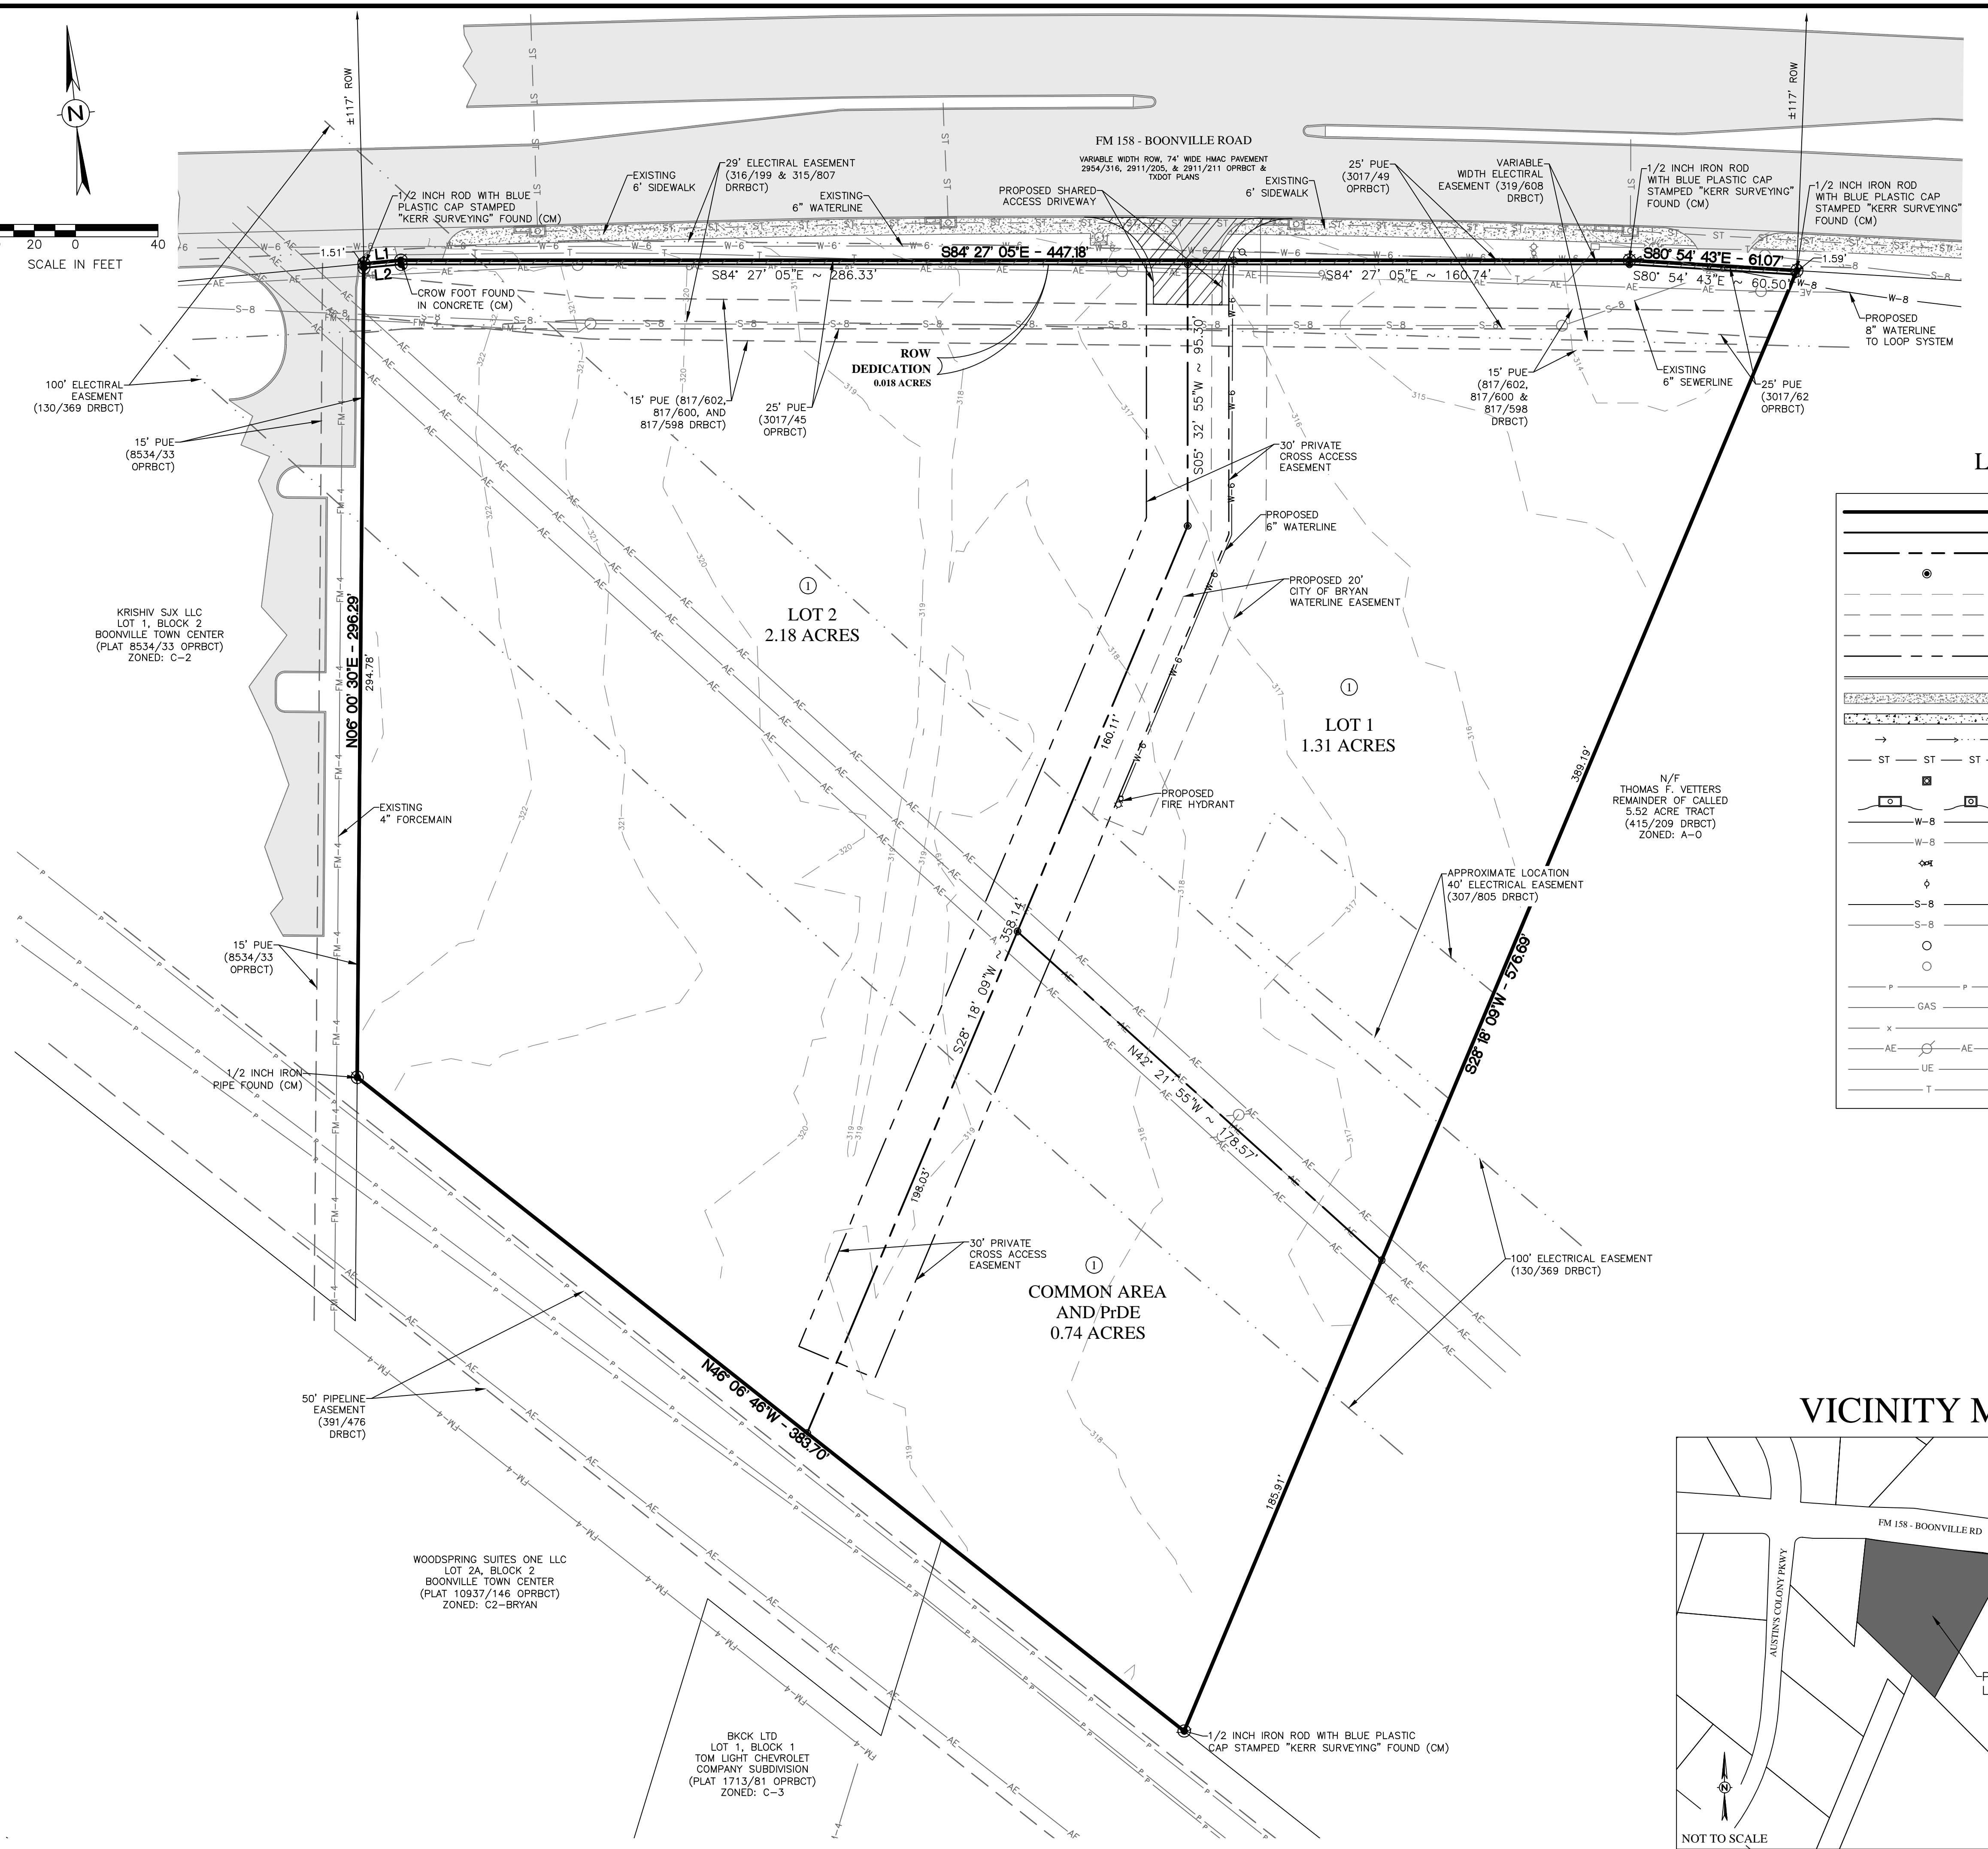 N
20 0 40
SCALE IN FEET
±117' ROW
±117' ROW
FM 158 - BOONVILLE ROAD
VARIABLE WIDTH ROW, 74' WIDE HMAC PAVEMENT
2954/316, 2911/205, & 2911/211 OPRBCT &
TXDOT PLANS
1/2 INCH ROD WITH BLUE
PLASTIC CAP STAMPED
"KERR SURVEYING" FOUND (CM)
EXISTING
6' SIDEWALK
29' ELECTIRAL EASEMENT
(316/199 & 315/807
DRRBCT)
EXISTING
6" WATERLINE
PROPOSED SHARED
ACCESS DRIVEWAY
EXISTING
6' SIDEWALK
25' PUE
(3017/49
OPRBCT)
VARIABLE
WIDTH ELECTIRAL
EASEMENT (319/608
DRBCT)
1/2 INCH IRON ROD
WITH BLUE PLASTIC CAP
STAMPED "KERR SURVEYING"
FOUND (CM)
1/2 INCH IRON ROD
WITH BLUE PLASTIC CAP
STAMPED "KERR SURVEYING"
FOUND (CM)
1.51'
L1
L2
S84° 27' 05"E - 447.18'
S84° 27' 05"E ~ 286.33'
S84° 27' 05"E ~ 160.74'
S80° 54' 43"E - 61.07'
S80° 54' 43"E ~ 60.50'
1.59'
CROW FOOT FOUND
IN CONCRETE (CM)
PROPOSED
8" WATERLINE
TO LOOP SYSTEM
100' ELECTIRAL
EASEMENT
(130/369 DRBCT)
ROW
DEDICATION
0.018 ACRES
15' PUE (817/602,
817/600, AND
817/598 DRBCT)
25' PUE
(3017/45
OPRBCT)
15' PUE
(817/602,
817/600 &
817/598
DRBCT)
EXISTING
6" SEWERLINE
25' PUE
(3017/62
OPRBCT)
15' PUE
(8534/33
OPRBCT)
S05° 32' 55"W ~ 95.30'
30' PRIVATE
CROSS ACCESS
EASEMENT
PROPOSED
6" WATERLINE
PROPOSED 20'
CITY OF BRYAN
WATERLINE EASEMENT
KRISHIV SJX LLC
LOT 1, BLOCK 2
BOONVILLE TOWN CENTER
(PLAT 8534/33 OPRBCT)
ZONED: C-2
N06° 00' 30"E - 296.29'
294.78'
1
LOT 2
2.18 ACRES
1
LOT 1
1.31 ACRES
160.11'
389.19'
N/F
THOMAS F. VETTERS
REMAINDER OF CALLED
5.52 ACRE TRACT
(415/209 DRBCT)
ZONED: A-O
EXISTING
4" FORCEMAIN
PROPOSED
FIRE HYDRANT
APPROXIMATE LOCATION
40' ELECTRICAL EASEMENT
(307/805 DRBCT)
15' PUE
(8534/33
OPRBCT)
S28° 18' 09"W ~ 358.14'
S28° 18' 09"W - 576.69'
N42° 21' 55"W ~ 178.57'
1/2 INCH IRON
PIPE FOUND (CM)
198.03'
30' PRIVATE
CROSS ACCESS
EASEMENT
1
COMMON AREA
AND PrDE
0.74 ACRES
100' ELECTRICAL EASEMENT
(130/369 DRBCT)
50' PIPELINE
EASEMENT
(391/476
DRBCT)
N46° 06' 46"W - 383.70'
185.91'
WOODSPRING SUITES ONE LLC
LOT 2A, BLOCK 2
BOONVILLE TOWN CENTER
(PLAT 10937/146 OPRBCT)
ZONED: C2-BRYAN
BKCK LTD
LOT 1, BLOCK 1
TOM LIGHT CHEVROLET
COMPANY SUBDIVISION
(PLAT 1713/81 OPRBCT)
ZONED: C-3
1/2 INCH IRON ROD WITH BLUE PLASTIC
CAP STAMPED "KERR SURVEYING" FOUND (CM)
L
ST ST ST
W-8
W-8
S-8
S-8
P P
GAS
x
AE AE
UE
T
VICINITY M
FM 158 - BOONVILLE RD
AUSTIN'S COLONY PKWY
P
L
N
NOT TO SCALE